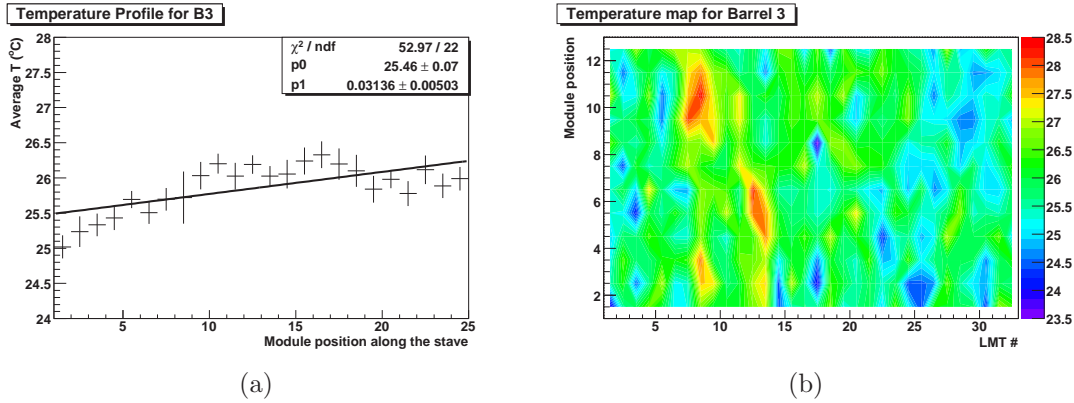 Temperature Profile for B3
χ² / ndf 52.97 / 22
p0 25.46 ± 0.07
p1 0.03136 ± 0.00503
Average T (°C)
28
27.5
27
26.5
26
25.5
25
24.5
24
5 10 15 20 25
Module position along the stave
(a)
Temperature map for Barrel 3
Module position
12
10
8
6
4
2
5 10 15 20 25 30
LMT #
28.5
28
27.5
27
26.5
26
25.5
25
24.5
24
23.5
(b)